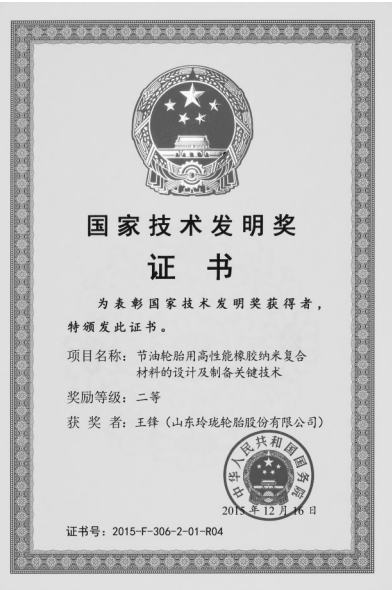 国家技术发明奖
证书
为表彰国家技术发明奖获得者，
特颁发此证书。
项目名称：节油轮胎用高性能橡胶纳米复合
材料的设计及制备关键技术
奖励等级：二等
获奖者：王锋（山东玲珑轮胎股份有限公司）
中华人民共和国国务院
2015年12月16日
证书号：2015-F-306-2-01-R04